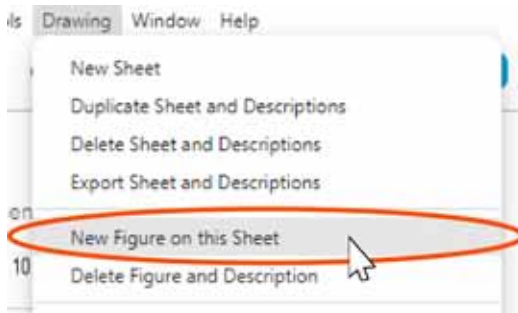 ls Drawing Window Help
New Sheet
Duplicate Sheet and Descriptions
Delete Sheet and Descriptions
Export Sheet and Descriptions
en
New Figure on this Sheet
10
Delete Figure and Description